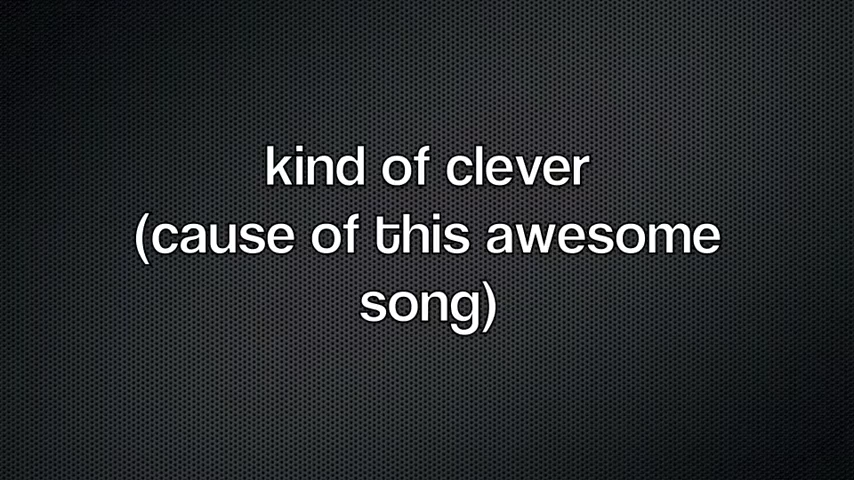 kind of clever
(cause of this awesome
song)